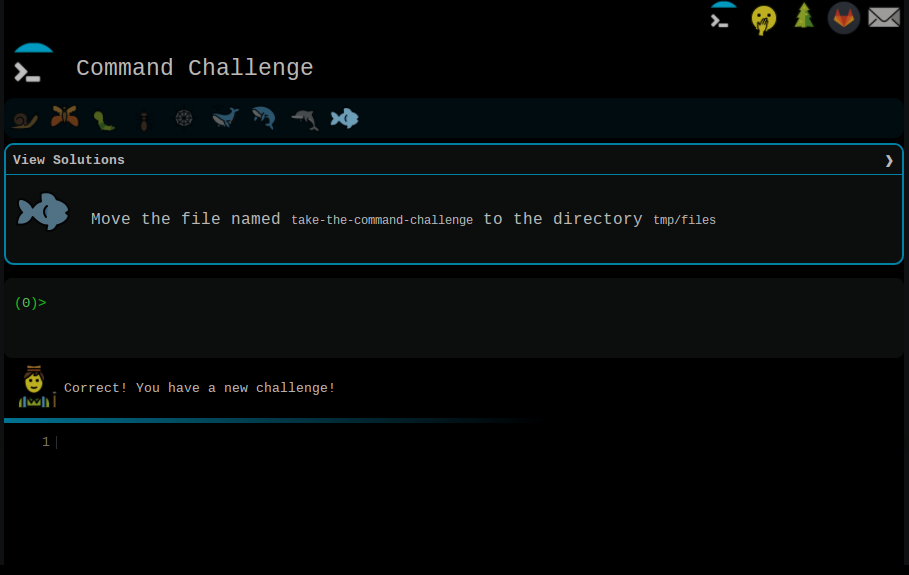 Command Challenge
View Solutions
Move the file named take-the-command-challenge to the directory tmp/files
(0)>
Correct! You have a new challenge!
1